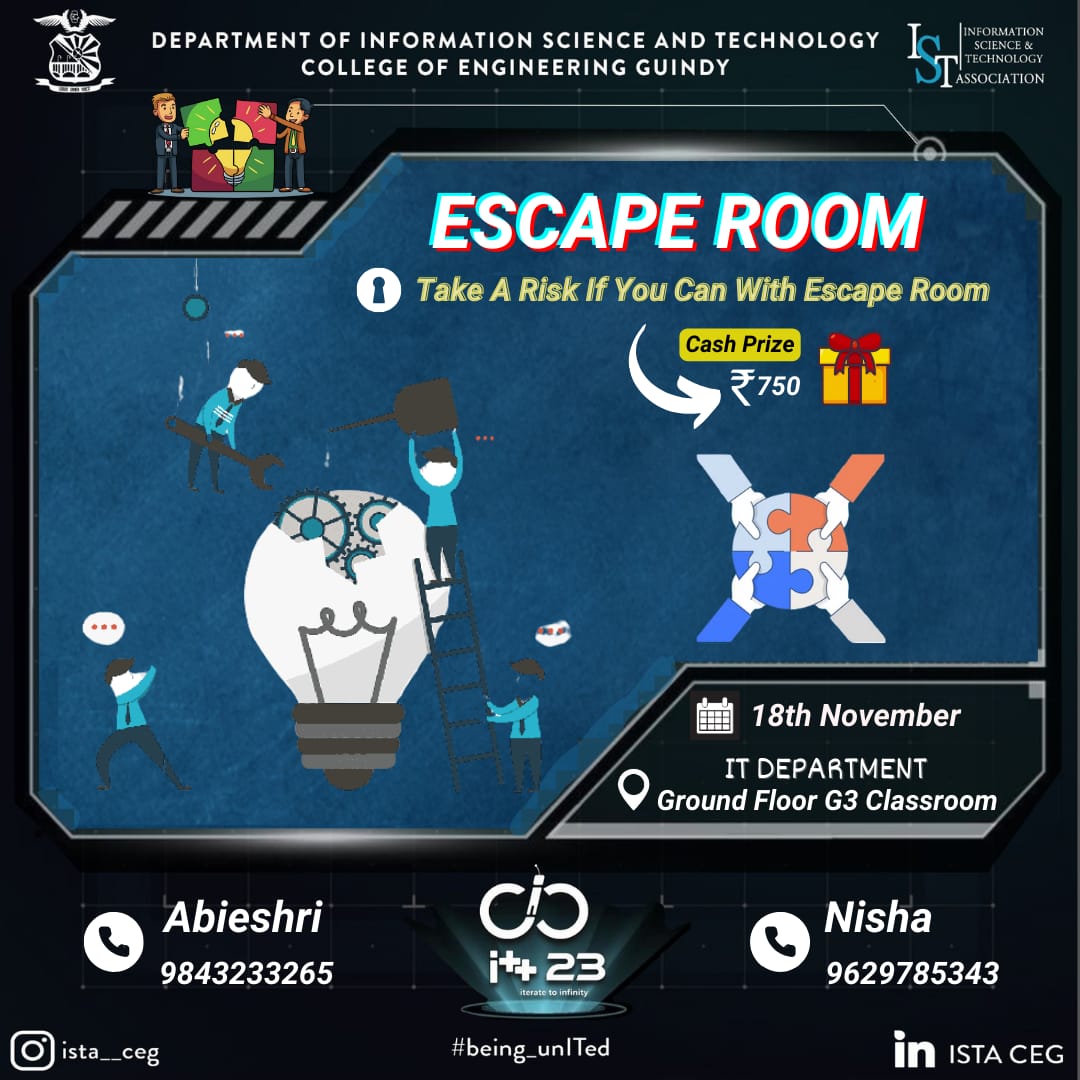 DEPARTMENT OF INFORMATION SCIENCE AND TECHNOLOGY
COLLEGE OF ENGINEERING GUINDY
IST
INFORMATION
SCIENCE &
TECHNOLOGY
ASSOCIATION
ESCAPE ROOM
Take A Risk If You Can With Escape Room
Cash Prize
₹750
18th November
IT DEPARTMENT
Ground Floor G3 Classroom
Abieshri
9843233265
i++ 23
iterate to infinity
Nisha
9629785343
ista__ceg
#being_unITed
in ISTA CEG